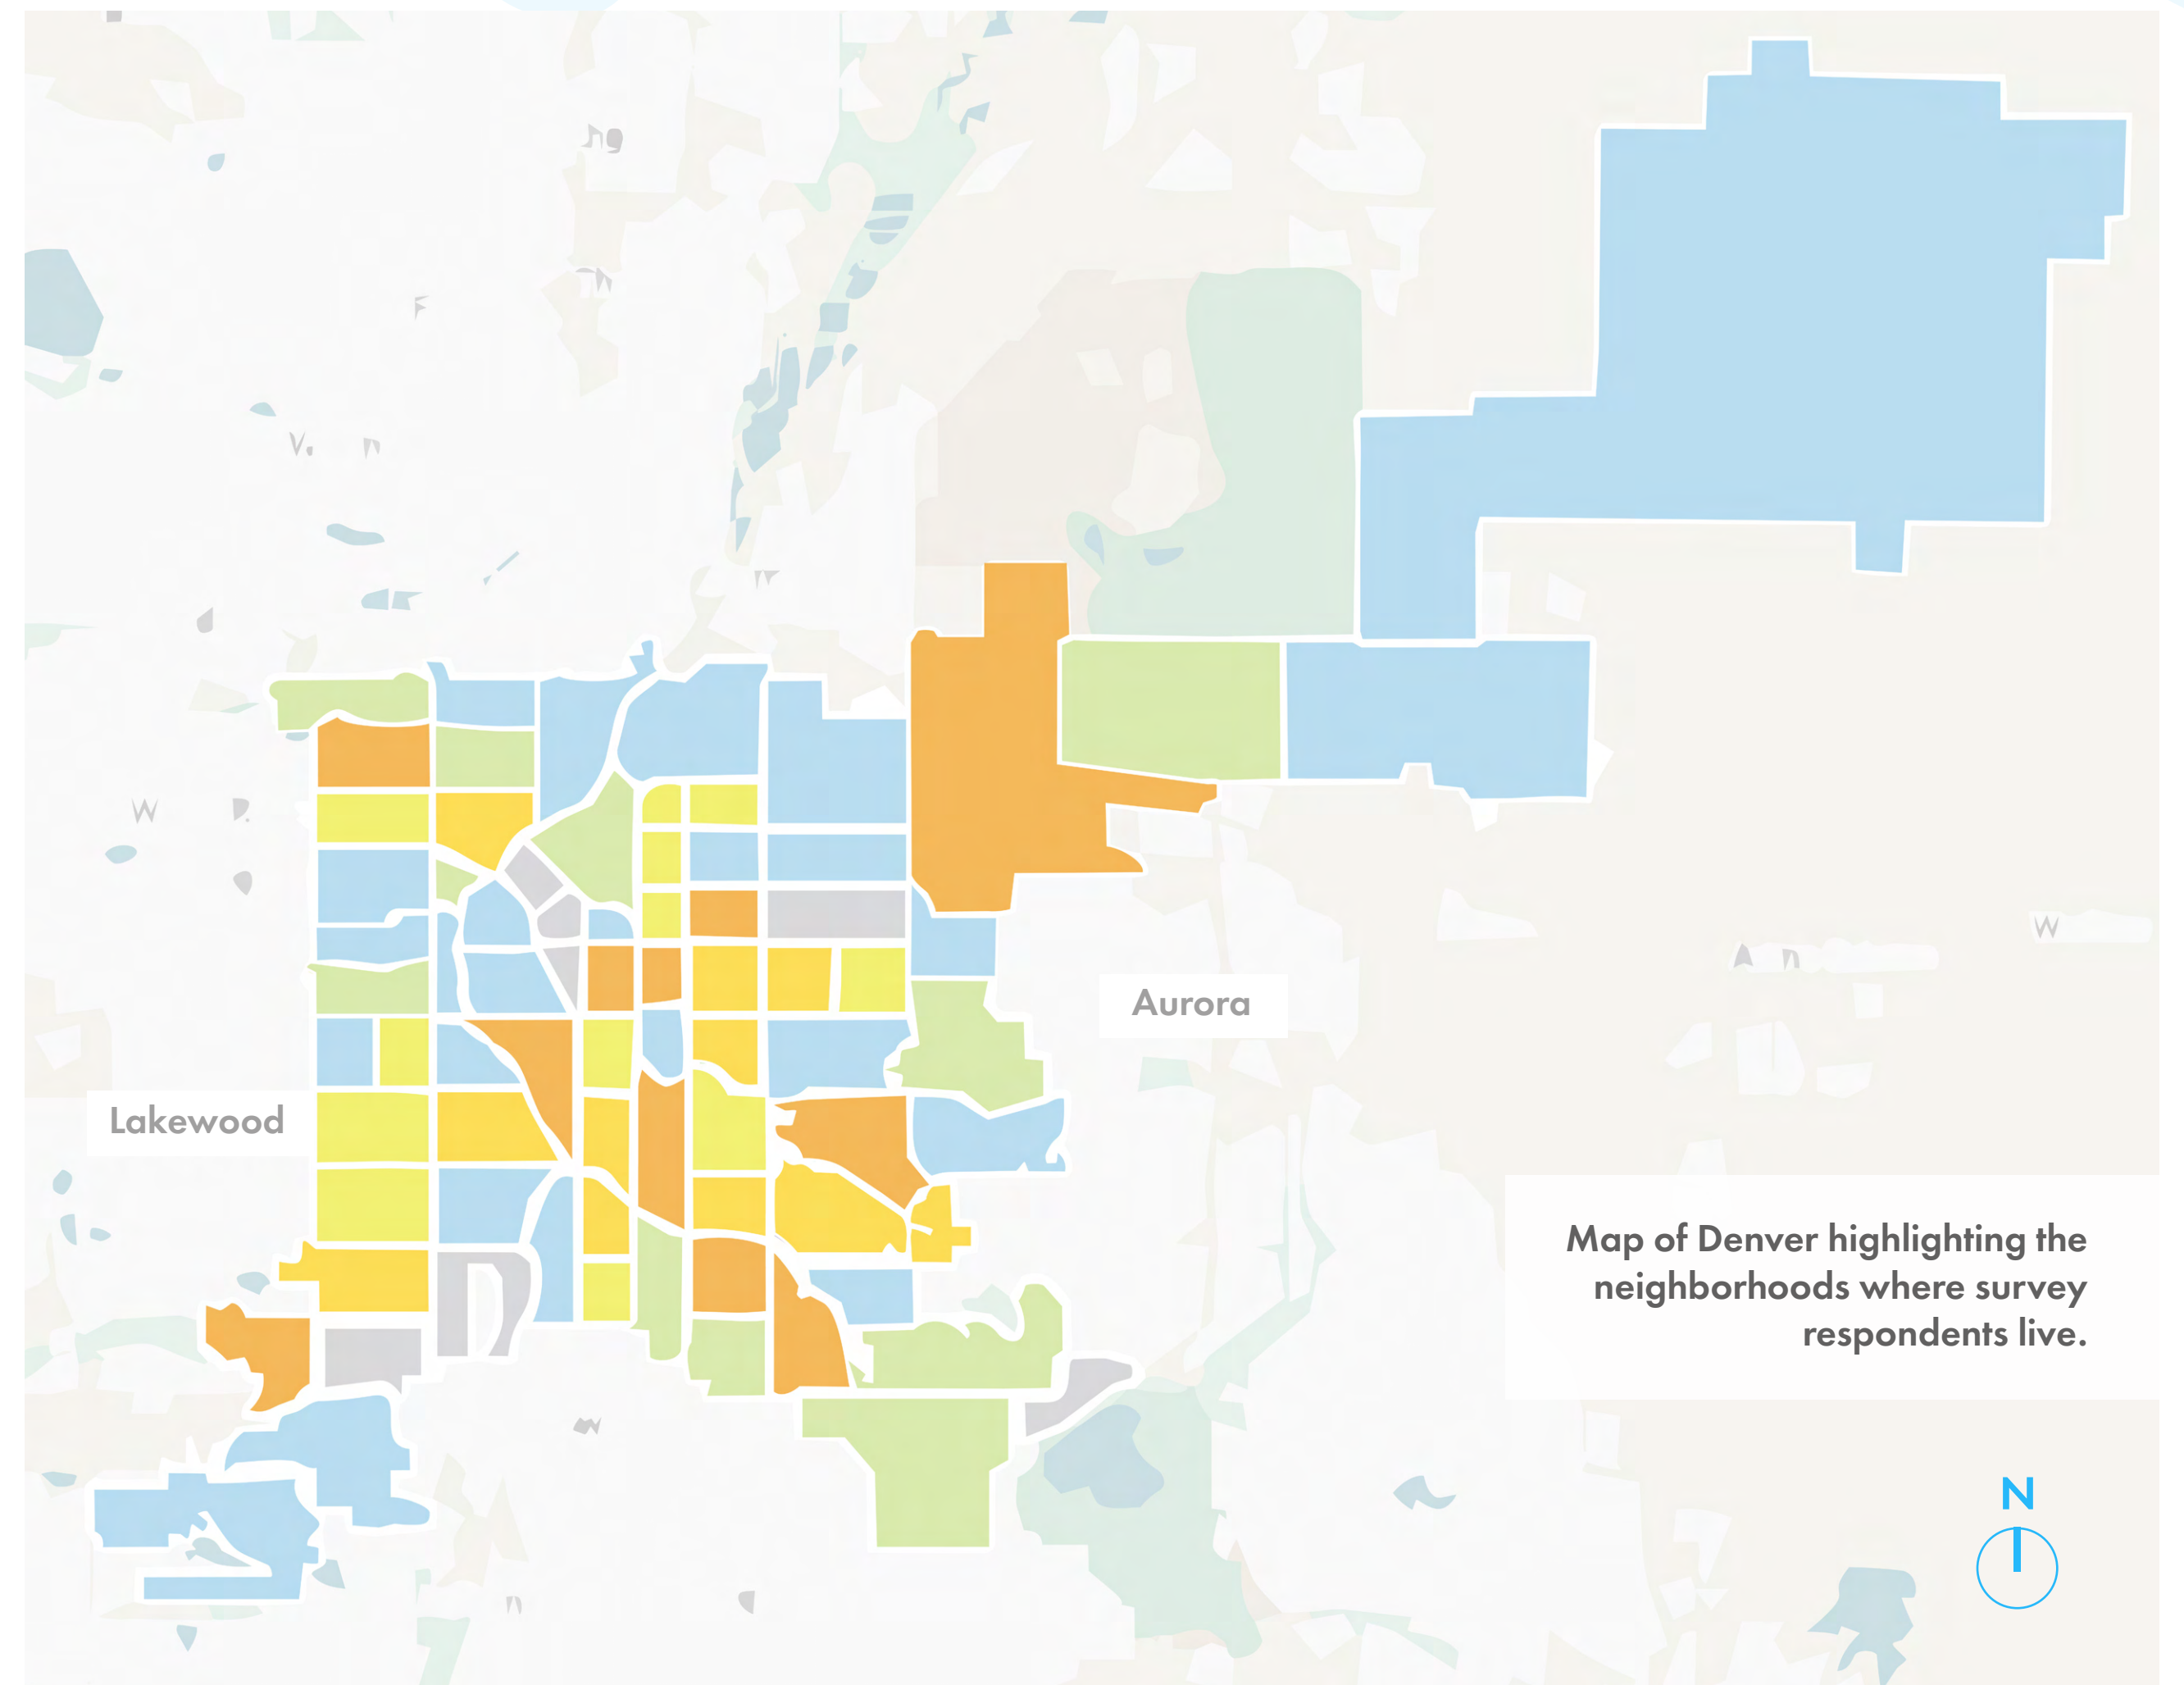 Aurora
Lakewood
Map of Denver highlighting the
neighborhoods where survey
respondents live.
N